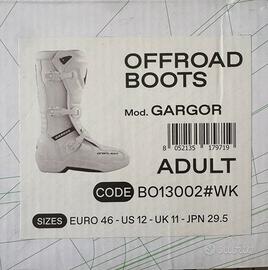 OFFROAD
BOOTS
Mod. GARGOR
8 052135 179719
ADULT
CODE BO13002#WK
SIZES EURO 46 - US 12 - UK 11 - JPN 29.5
subito